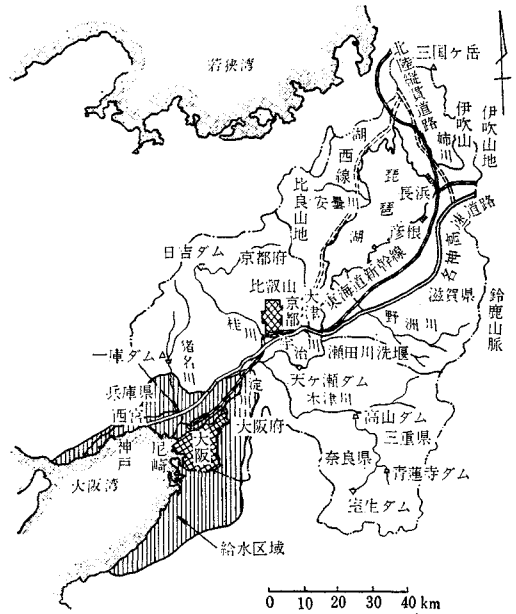 若狭湾
三国ヶ岳
北陸縦貫道路
伊吹山
伊吹山地
姉川
湖西線
長浜
琵琶湖
比良山地
安曇川
彦根
名神高速道路
東海道新幹線
日吉ダム
京都府
比叡山
京都
大津
滋賀県
鈴鹿山脈
野洲川
桂川
宇治川
瀬田川洗堰
一庫ダム
猪名川
天ヶ瀬ダム
木津川
兵庫県
西宮
淀川
高山ダム
神戸
尼崎
大阪
大阪府
三重県
奈良県
青蓮寺ダム
大阪湾
室生ダム
給水区域
0 10 20 30 40 km